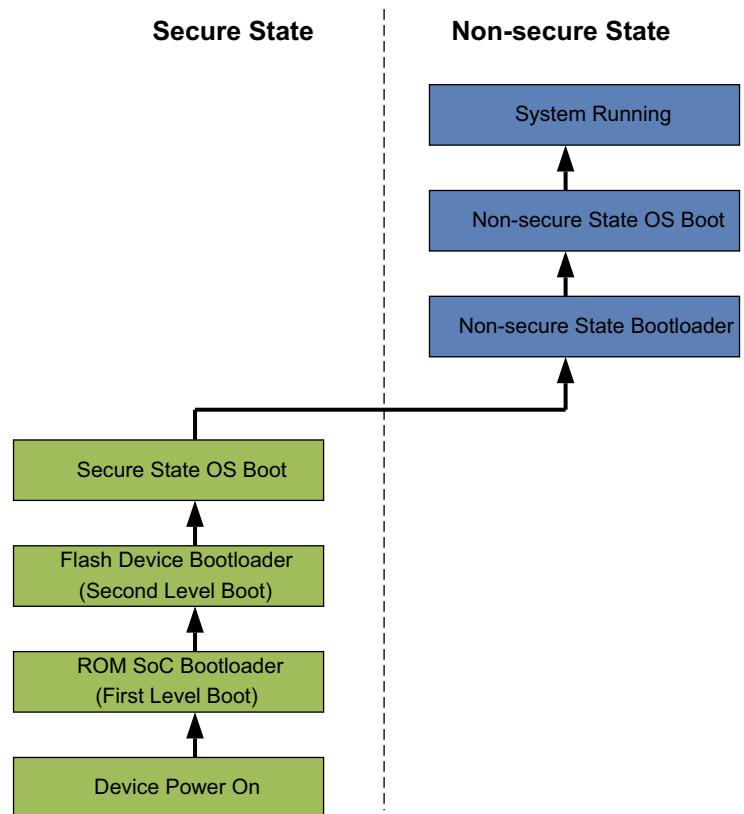 Secure State
Non-secure State
System Running
Non-secure State OS Boot
Non-secure State Bootloader
Secure State OS Boot
Flash Device Bootloader
(Second Level Boot)
ROM SoC Bootloader
(First Level Boot)
Device Power On